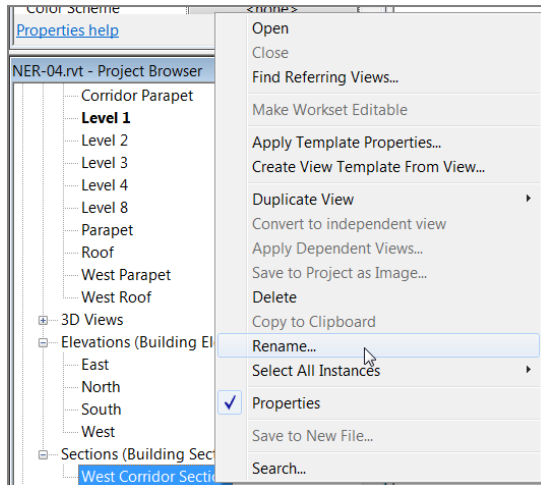 Color Scheme
<none>
Properties help
NER-04.rvt - Project Browser
Corridor Parapet
Level 1
Level 2
Level 3
Level 4
Level 8
Parapet
Roof
West Parapet
West Roof
3D Views
Elevations (Building El
East
North
South
West
Sections (Building Sec
West Corridor Sectio
Open
Close
Find Referring Views...
Make Workset Editable
Apply Template Properties...
Create View Template From View...
Duplicate View
Convert to independent view
Apply Dependent Views...
Save to Project as Image...
Delete
Copy to Clipboard
Rename...
Select All Instances
Properties
Save to New File...
Search...